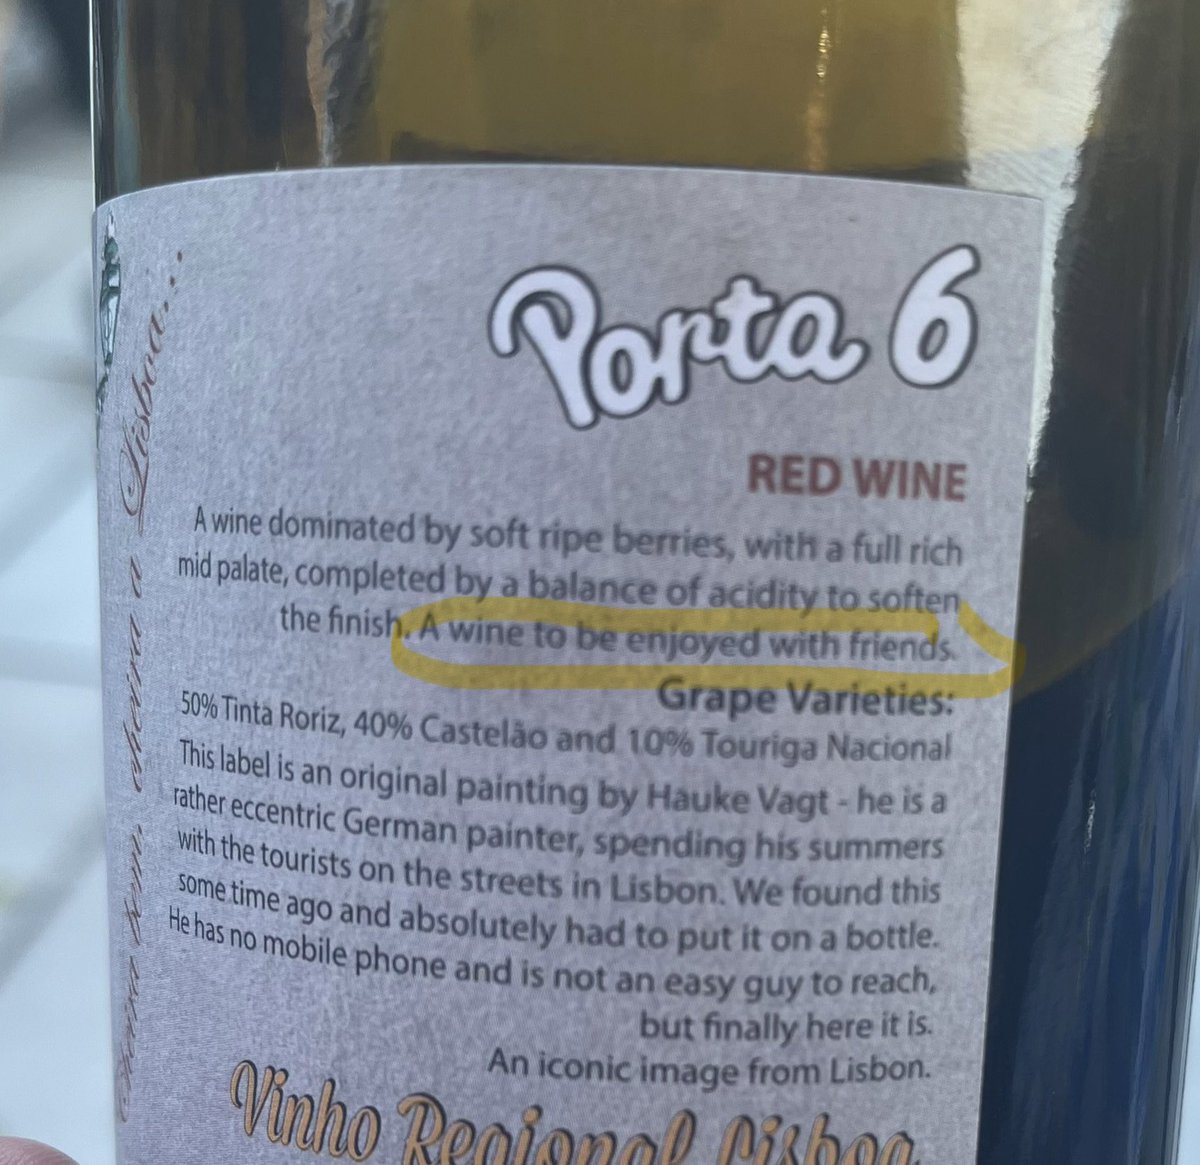 Porta 6
RED WINE
A wine dominated by soft ripe berries, with a full rich
mid palate, completed by a balance of acidity to soften
the finish. A wine to be enjoyed with friends.
Grape Varieties:
50% Tinta Roriz, 40% Castelão and 10% Touriga Nacional
This label is an original painting by Hauke Vagt - he is a
rather eccentric German painter, spending his summers
with the tourists on the streets in Lisbon. We found this
some time ago and absolutely had to put it on a bottle.
He has no mobile phone and is not an easy guy to reach,
but finally here it is.
An iconic image from Lisbon.
Vinho Regional Lisboa
Cheira bem, cheira a Lisboa...